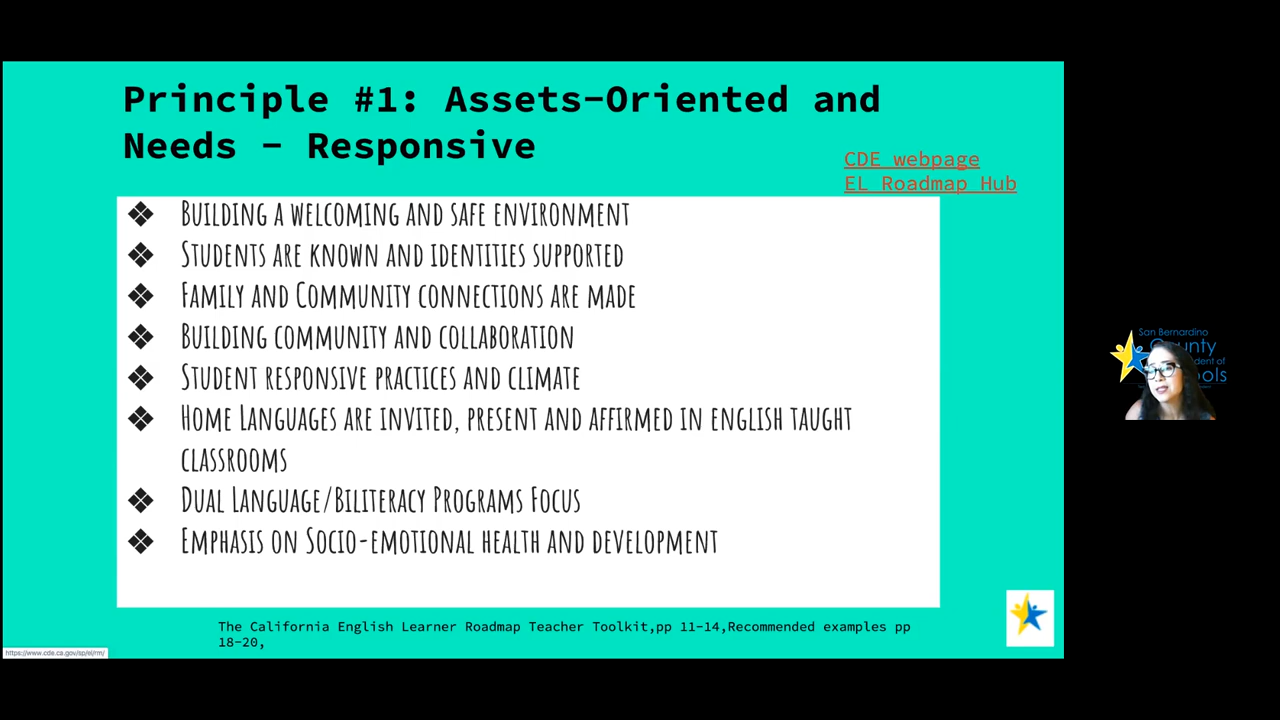 Principle #1: Assets-Oriented and
Needs - Responsive
CDE webpage
EL Roadmap Hub
❖ Building a welcoming and safe environment
❖ Students are known and identities supported
❖ Family and Community connections are made
❖ Building community and collaboration
❖ Student responsive practices and climate
❖ Home Languages are invited, present and affirmed in english taught
classrooms
❖ Dual Language/Biliteracy Programs Focus
❖ Emphasis on Socio-emotional health and development
The California English Learner Roadmap Teacher Toolkit,pp 11-14,Recommended examples pp
18-20,
https://www.cde.ca.gov/sp/el/rm/
San Bernardino